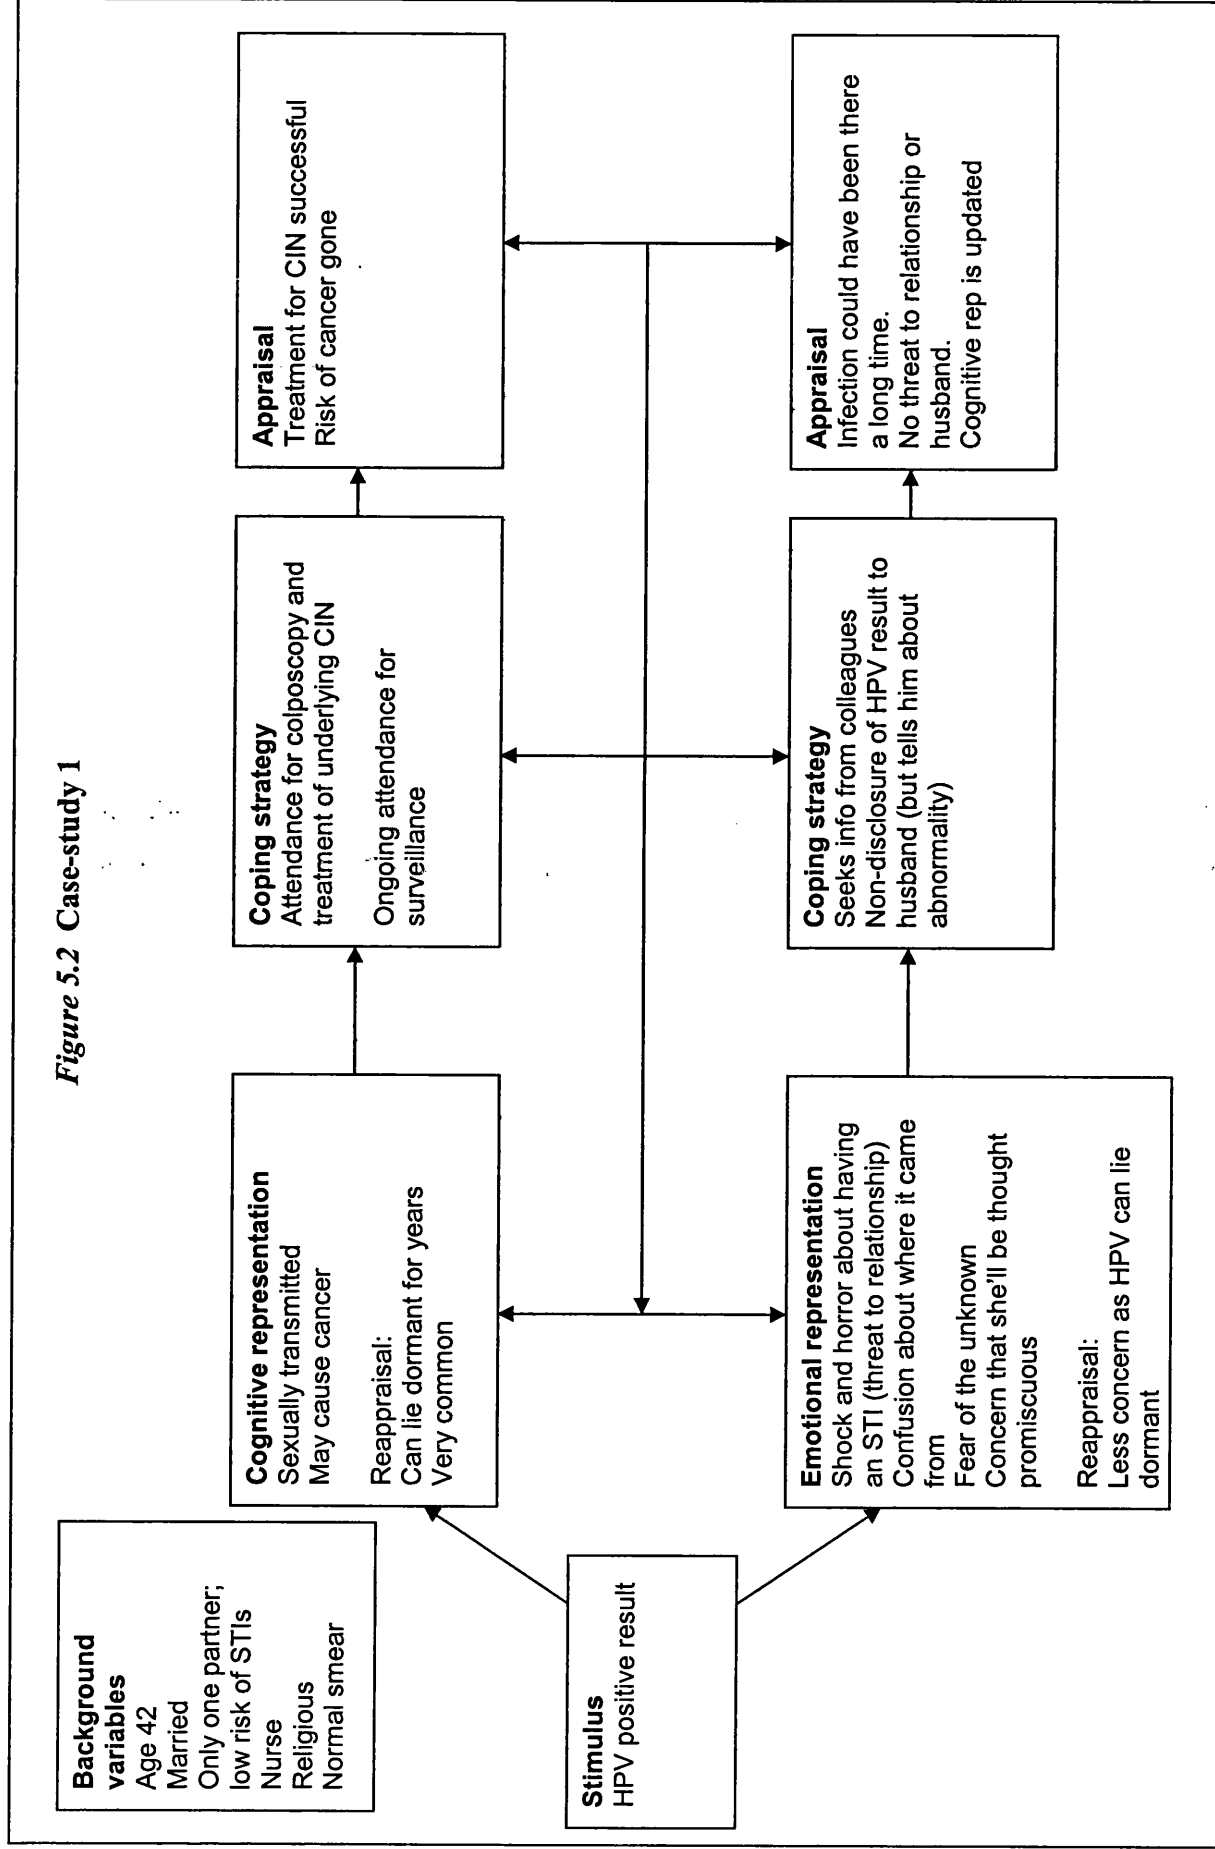 Figure 5.2 Case-study 1
Background
variables
Age 42
Married
Only one partner;
low risk of STIs
Nurse
Religious
Normal smear
Stimulus
HPV positive result
Cognitive representation
Sexually transmitted
May cause cancer
Reappraisal:
Can lie dormant for years
Very common
Emotional representation
Shock and horror about having
an STI (threat to relationship)
Confusion about where it came
from
Fear of the unknown
Concern that she'll be thought
promiscuous
Reappraisal:
Less concern as HPV can lie
dormant
Coping strategy
Attendance for colposcopy and
treatment of underlying CIN
Ongoing attendance for
surveillance
Coping strategy
Seeks info from colleagues
Non-disclosure of HPV result to
husband (but tells him about
abnormality)
Appraisal
Treatment for CIN successful
Risk of cancer gone
Appraisal
Infection could have been there
a long time.
No threat to relationship or
husband.
Cognitive rep is updated